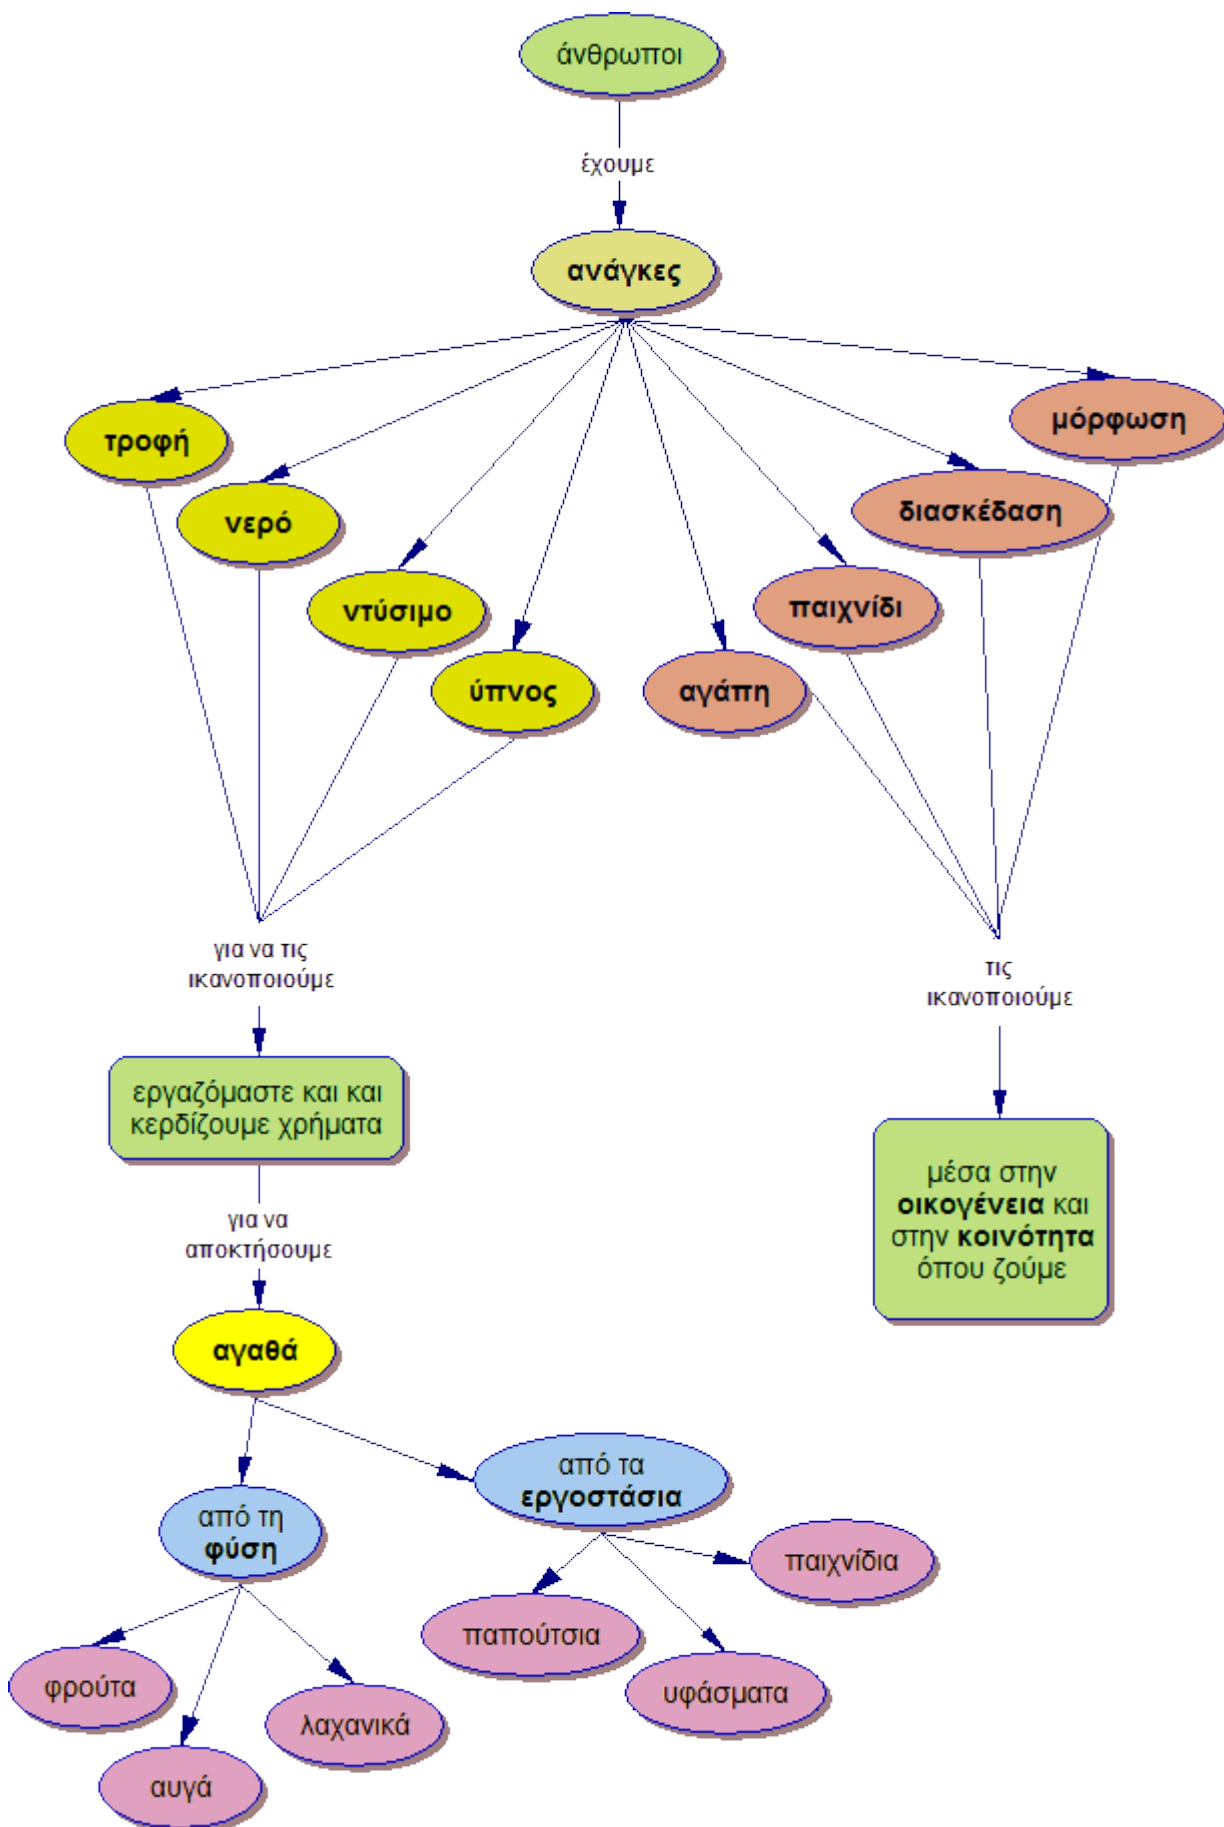 άνθρωποι
έχουμε
ανάγκες
τροφή
νερό
ντύσιμο
ύπνος
αγάπη
παιχνίδι
διασκέδαση
μόρφωση
για να τις
ικανοποιούμε
εργαζόμαστε και και
κερδίζουμε χρήματα
για να
αποκτήσουμε
αγαθά
από τη
φύση
φρούτα
αυγά
λαχανικά
από τα
εργοστάσια
παπούτσια
υφάσματα
παιχνίδια
τις
ικανοποιούμε
μέσα στην
οικογένεια και
στην κοινότητα
όπου ζούμε